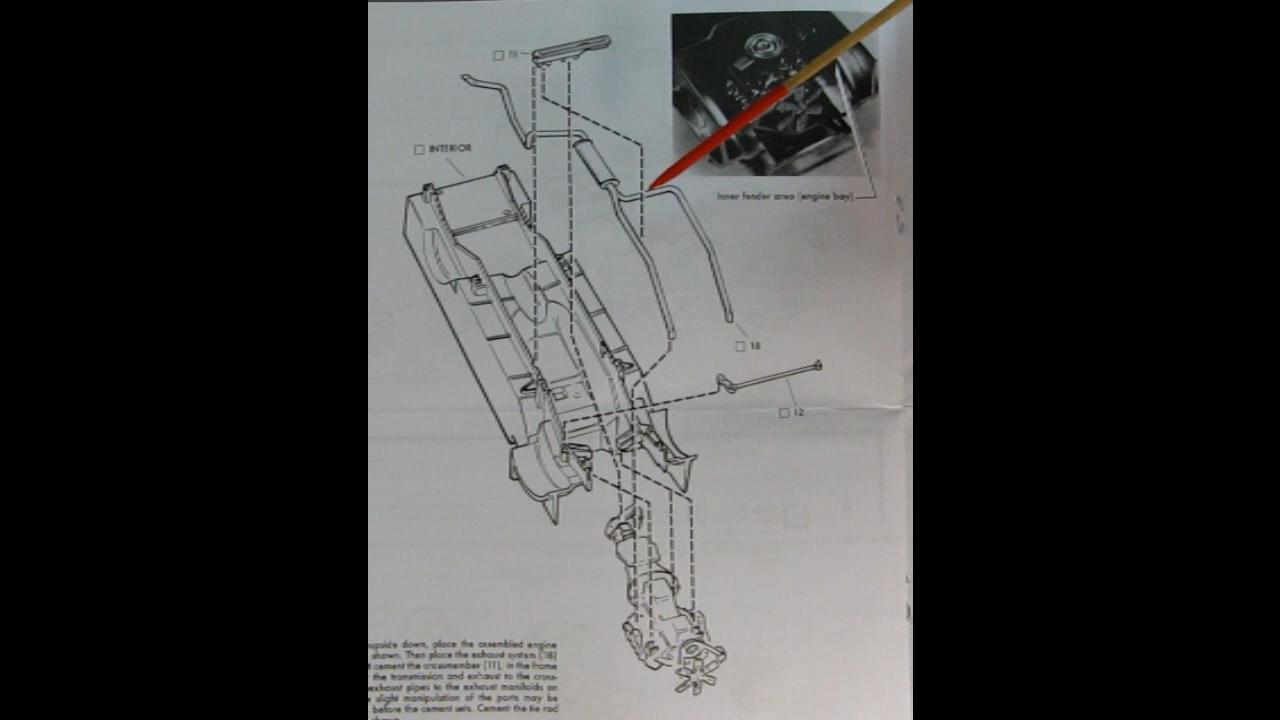 11
INTERIOR
Inner fender area (engine bay)
18
12
upside down, place the assembled engine
shown. Then place the exhaust system (18)
cement the crossmember (11), in the frame
the transmission and exhaust to the cross-
exhaust pipes to the exhaust manifolds on
slight manipulation of the parts may be
before the cement sets. Cement the tie rod
shown